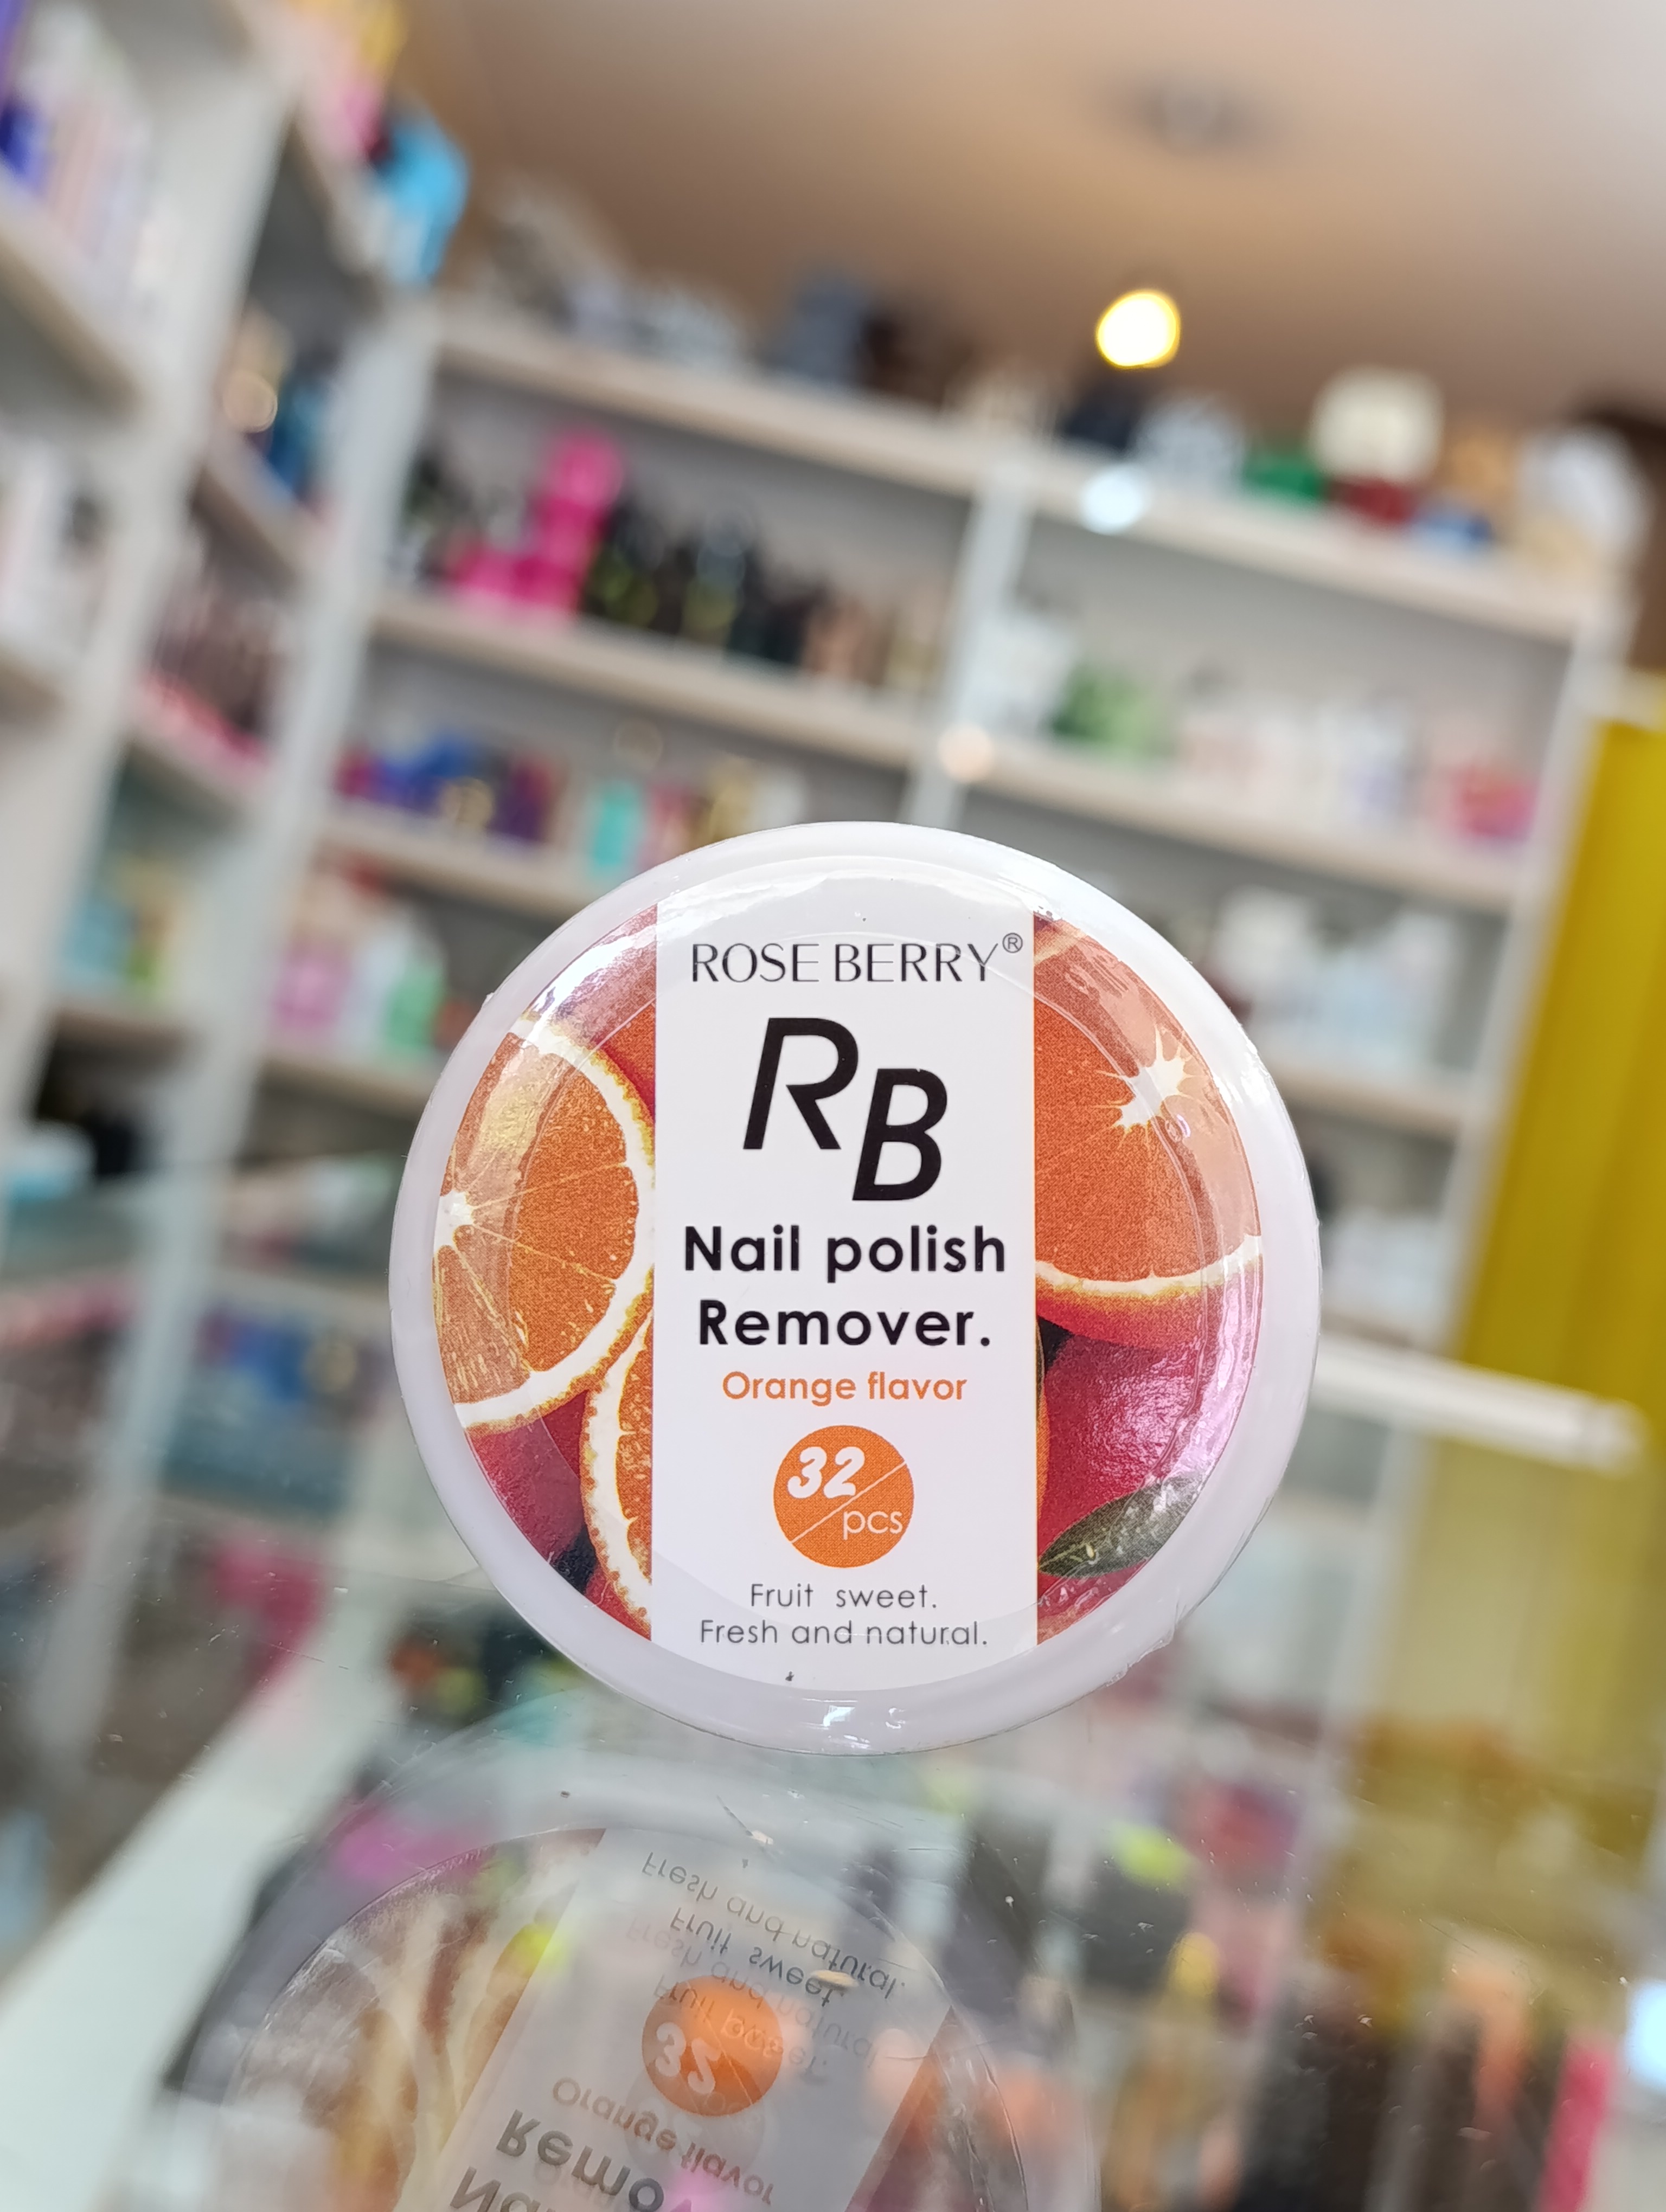 ROSE BERRY®
RB
Nail polish
Remover.
Orange flavor
32
pcs
Fruit sweet.
Fresh and natural.